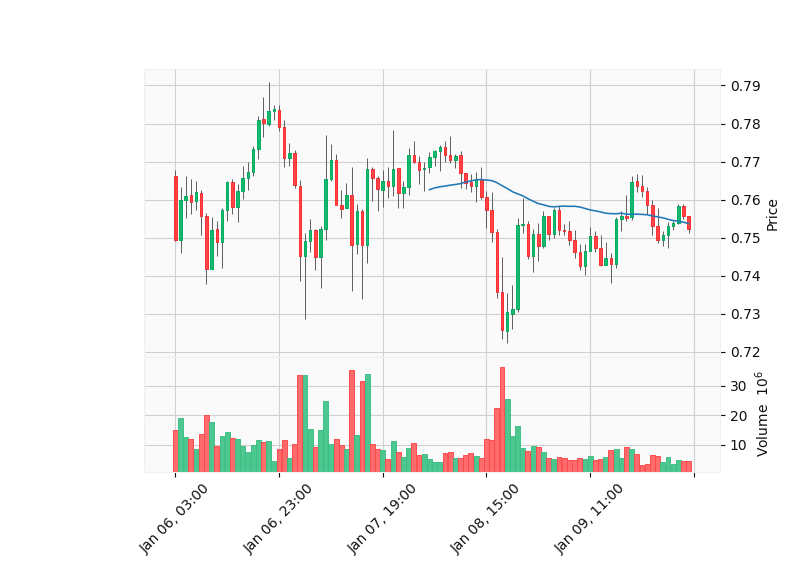 0.79
0.78
0.77
0.76
0.75
0.74
0.73
0.72
Price
30
20
10
Volume 10⁶
Jan 06, 03:00
Jan 06, 23:00
Jan 07, 19:00
Jan 08, 15:00
Jan 09, 11:00